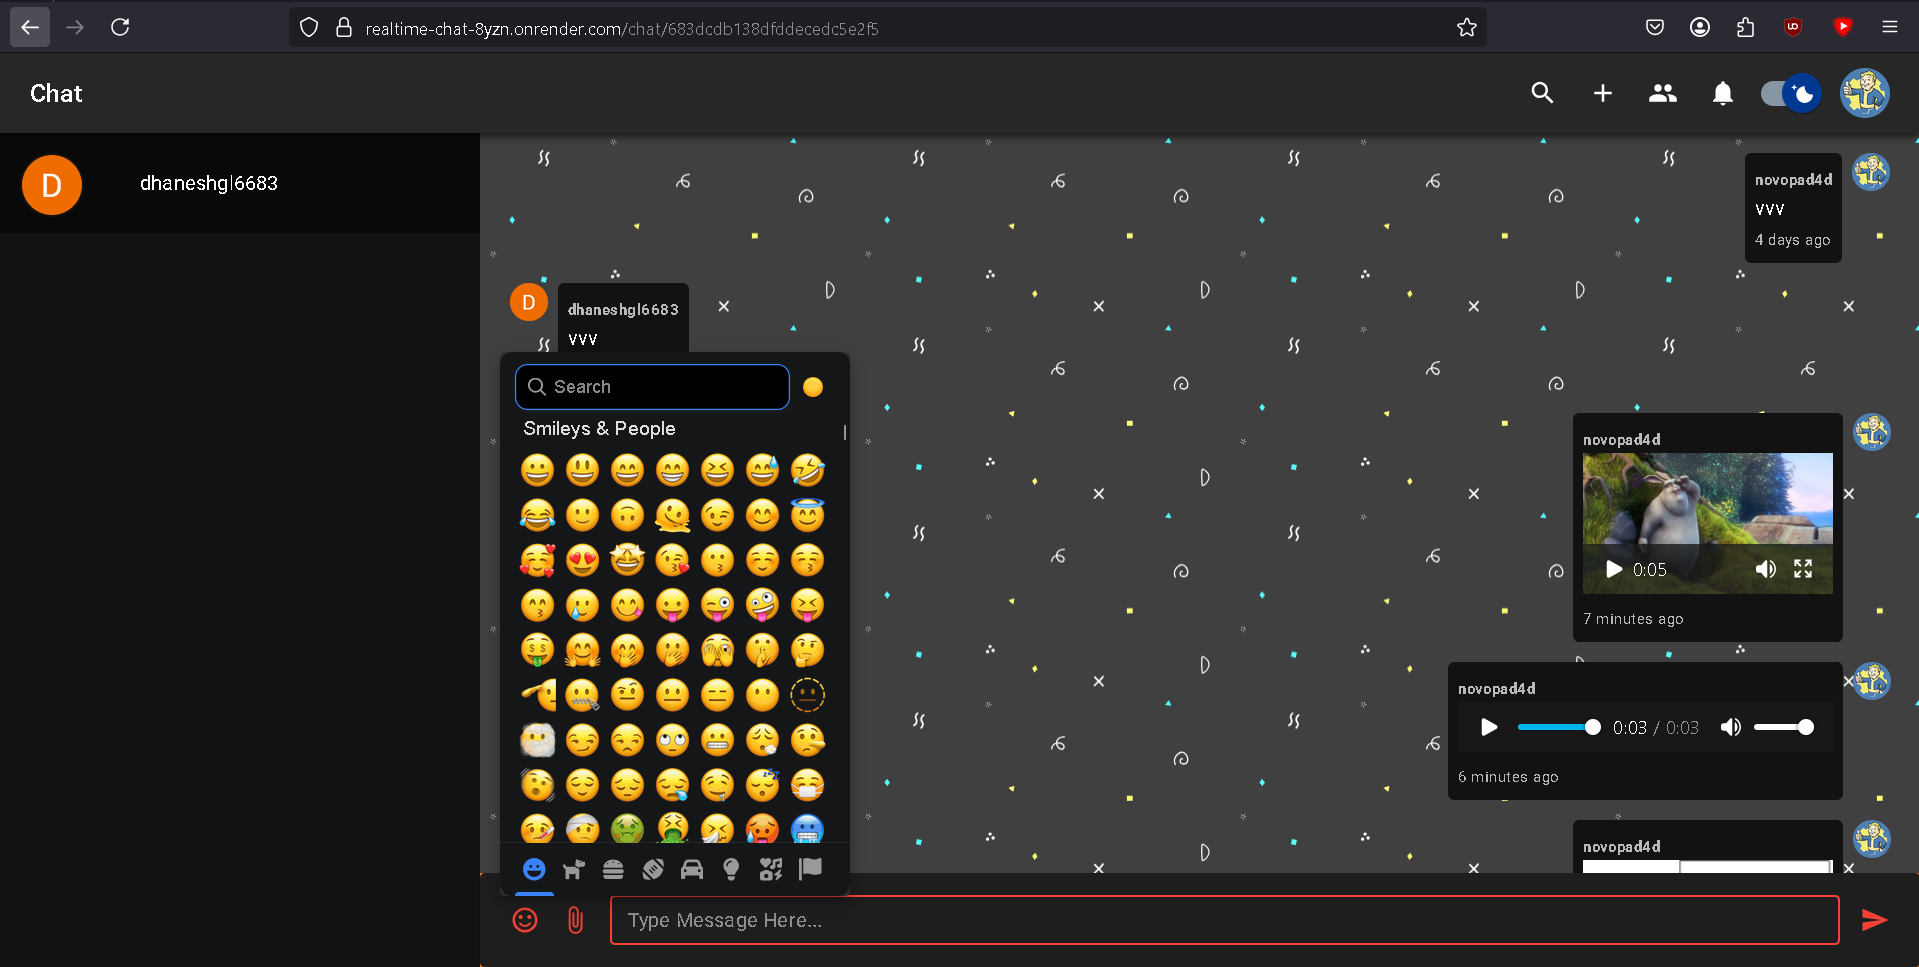 realtime-chat-8yzn.onrender.com/chat/683dcdb138dfddecedc5e2f5
Chat
D
dhaneshgl6683
novopad4d
vvv
4 days ago
D
dhaneshgl6683
vvv
Search
Smileys & People
novopad4d
0:05
7 minutes ago
novopad4d
0:03 / 0:03
6 minutes ago
novopad4d
Type Message Here...